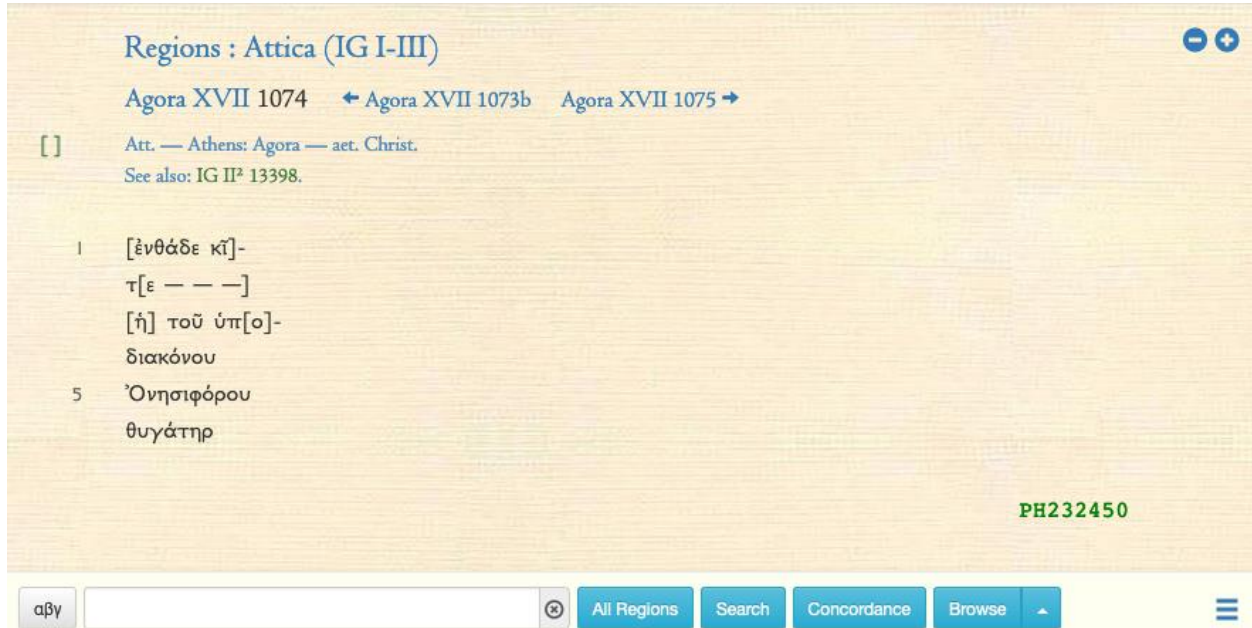 Regions : Attica (IG I-III)
Agora XVII 1074 Agora XVII 1073b Agora XVII 1075
[ ] Att. — Athens: Agora — aet. Christ.
See also: IG II² 13398.
1 [ἐνθάδε κῖ]-
τ[ε — — —]
[ἡ] τοῦ ὑπ[ο]-
διακόνου
5 Ὀνησιφόρου
θυγάτηρ
PH232450
αβγ All Regions Search Concordance Browse